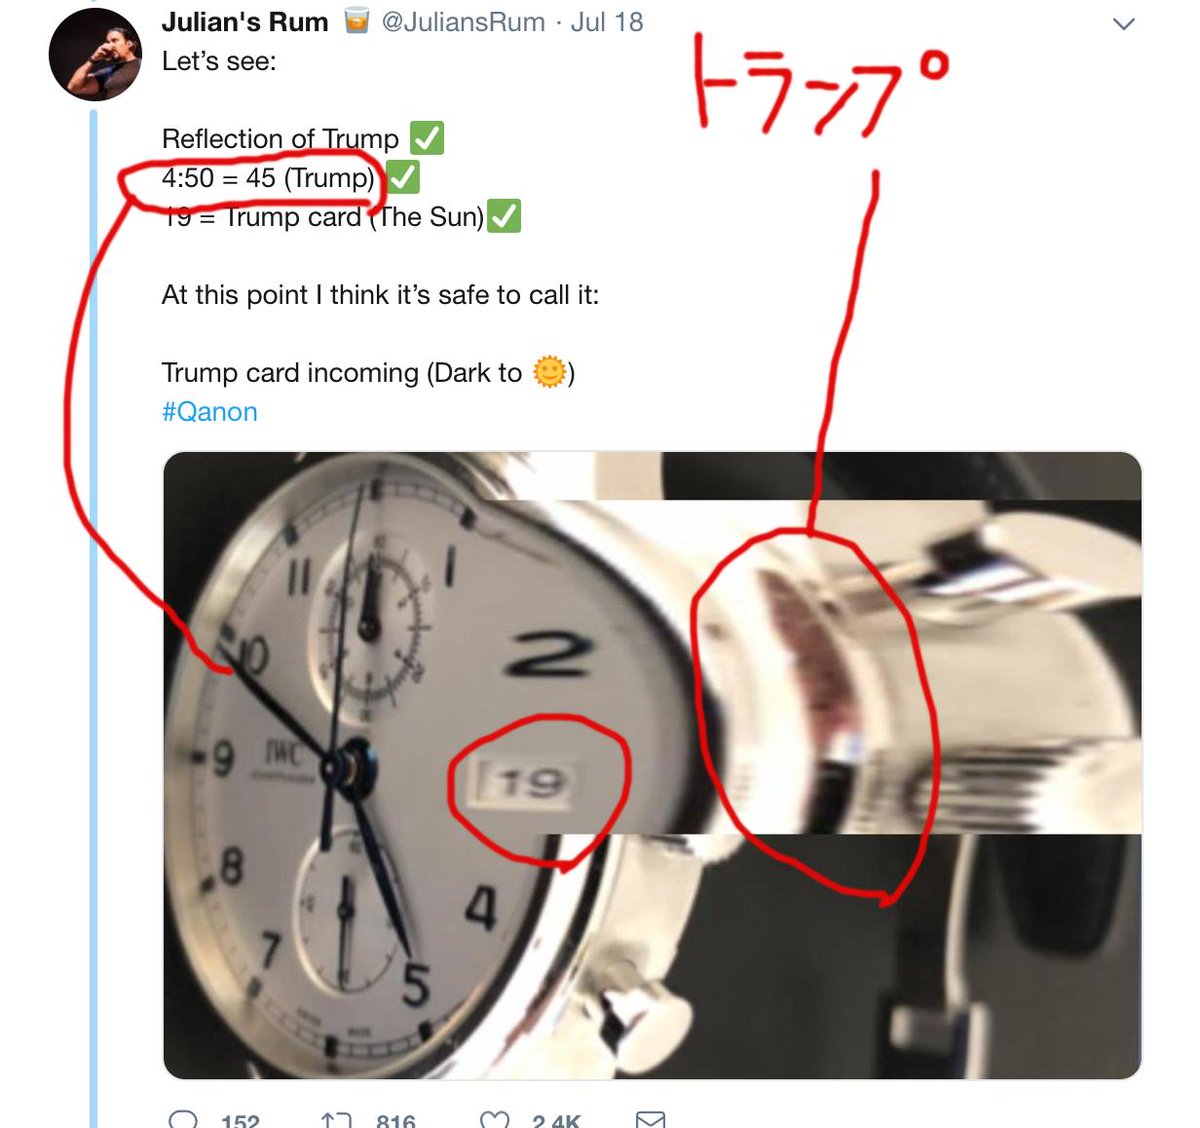 Julian's Rum 🥃 @JuliansRum · Jul 18
Let's see:
トランプ
Reflection of Trump ✅
4:50 = 45 (Trump) ✅
19 = Trump card (The Sun)✅
At this point I think it's safe to call it:
Trump card incoming (Dark to 🌞)
#Qanon
11
1
10
2
9
IWC
19
8
4
7
5
152 816 2.4K